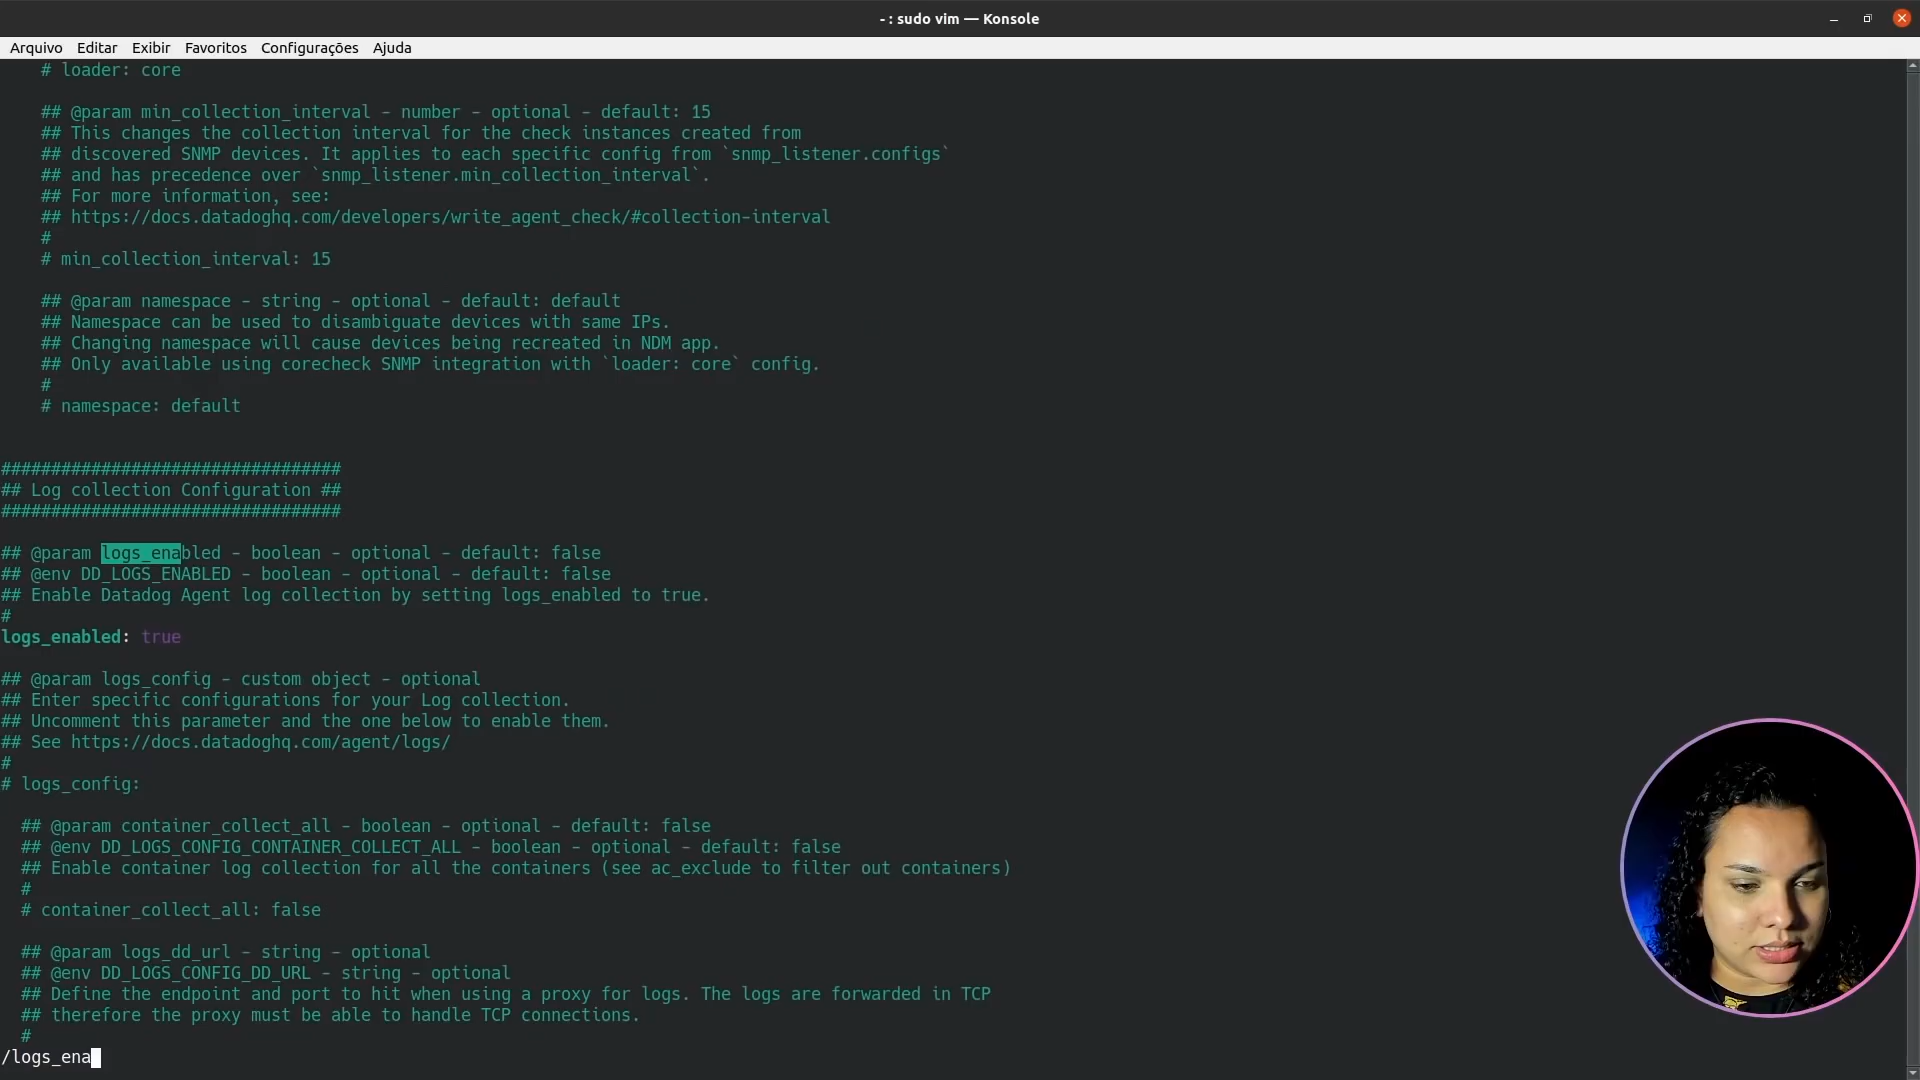 - : sudo vim — Konsole
Arquivo Editar Exibir Favoritos Configurações Ajuda
# loader: core
## @param min_collection_interval - number - optional - default: 15
## This changes the collection interval for the check instances created from
## discovered SNMP devices. It applies to each specific config from `snmp_listener.configs`
## and has precedence over `snmp_listener.min_collection_interval`.
## For more information, see:
## https://docs.datadoghq.com/developers/write_agent_check/#collection-interval
#
# min_collection_interval: 15
## @param namespace - string - optional - default: default
## Namespace can be used to disambiguate devices with same IPs.
## Changing namespace will cause devices being recreated in NDM app.
## Only available using corecheck SNMP integration with `loader: core` config.
#
# namespace: default
##################################
## Log collection Configuration ##
##################################
## @param logs_enabled - boolean - optional - default: false
## @env DD_LOGS_ENABLED - boolean - optional - default: false
## Enable Datadog Agent log collection by setting logs_enabled to true.
#
logs_enabled: true
## @param logs_config - custom object - optional
## Enter specific configurations for your Log collection.
## Uncomment this parameter and the one below to enable them.
## See https://docs.datadoghq.com/agent/logs/
#
# logs_config:
## @param container_collect_all - boolean - optional - default: false
## @env DD_LOGS_CONFIG_CONTAINER_COLLECT_ALL - boolean - optional - default: false
## Enable container log collection for all the containers (see ac_exclude to filter out containers)
#
# container_collect_all: false
## @param logs_dd_url - string - optional
## @env DD_LOGS_CONFIG_DD_URL - string - optional
## Define the endpoint and port to hit when using a proxy for logs. The logs are forwarded in TCP
## therefore the proxy must be able to handle TCP connections.
#
/logs_ena